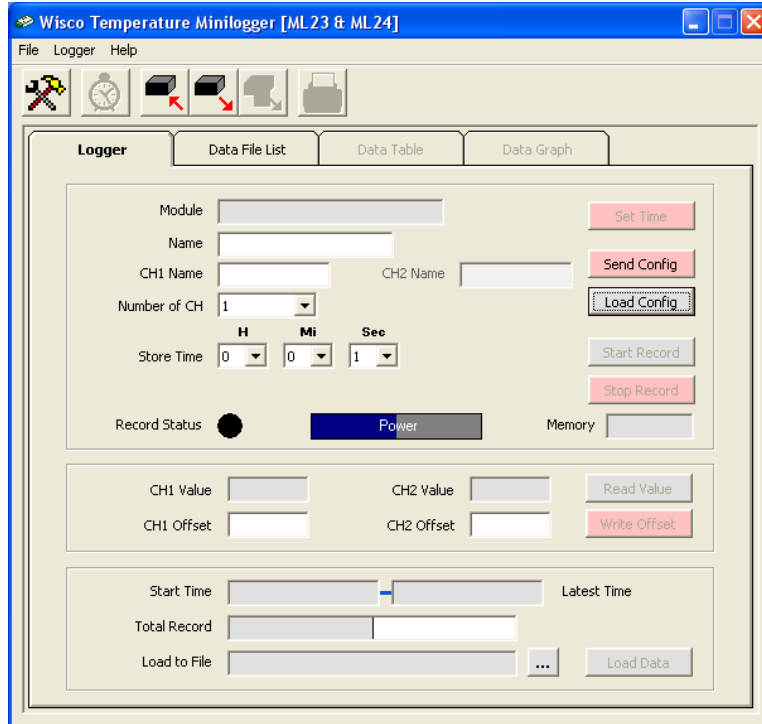 Wisco Temperature Minilogger [ML23 & ML24]
File Logger Help
Logger Data File List Data Table Data Graph
Module Set Time
Name
CH1 Name CH2 Name Send Config
Number of CH 1 Load Config
H Mi Sec
Store Time 0 0 1 Start Record
Stop Record
Record Status Power Memory
CH1 Value CH2 Value Read Value
CH1 Offset CH2 Offset Write Offset
Start Time Latest Time
Total Record
Load to File ... Load Data